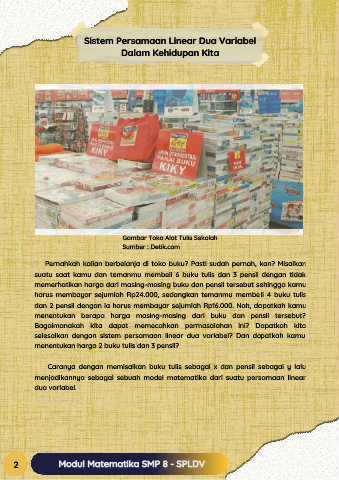 Sistem Persamaan Linear Dua Variabel
Dalam Kehidupan Kita
JUAL BUKU
KIKY
Gambar Toko Alat Tulis Sekolah
Sumber : Detik.com
Pernahkah kalian berbelanja di toko buku? Pasti sudah pernah, kan? Misalkan
suatu saat kamu dan temanmu membeli 6 buku tulis dan 3 pensil dengan tidak
memerhatikan harga dari masing-masing buku dan pensil tersebut sehingga kamu
harus membayar sejumlah Rp24.000, sedangkan temanmu membeli 4 buku tulis
dan 2 pensil dengan ia harus membayar sejumlah Rp16.000. Nah, dapatkah kamu
menentukan berapa harga masing-masing dari buku dan pensil tersebut?
Bagaimanakah kita dapat memecahkan permasalahan ini? Dapatkah kita
selesaikan dengan sistem persamaan linear dua variabel? Dan dapatkah kamu
menentukan harga 2 buku tulis dan 3 pensil?
Caranya dengan memisalkan buku tulis sebagai x dan pensil sebagai y lalu
menjadikannya sebagai sebuah model matematika dari suatu persamaan linear
dua variabel.
2
Modul Matematika SMP 8 - SPLDV